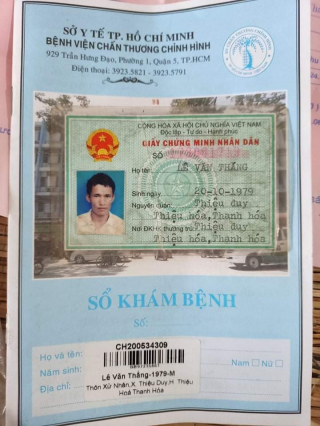 SỞ Y TẾ TP. HỒ CHÍ MINH
BỆNH VIỆN CHẤN THƯƠNG CHỈNH HÌNH
929 Trần Hưng Đạo, Phường 1, Quận 5, TP.HCM
Điện thoại: 3923.5821 - 3923.5791
CỘNG HÒA XÃ HỘI CHỦ NGHĨA VIỆT NAM
Độc lập - Tự do - Hạnh phúc
GIẤY CHỨNG MINH NHÂN DÂN
SỐ
Họ tên: LÊ VĂN THẮNG
Sinh ngày 20-10-1979
Nguyên quán: Thiệu duy
Thiệu hóa, Thanh hóa
Nơi ĐKHK thường trú: Thiệu duy
Thiệu hóa, Thanh hóa
SỔ KHÁM BỆNH
Số:
Họ và tên:
CH200534309
Nam Nữ
Lê Văn Thắng-1979-M
Địa chỉ:
Thôn Xử Nhân,X Thiệu Duy,H Thiệu
Hoá Thanh Hóa